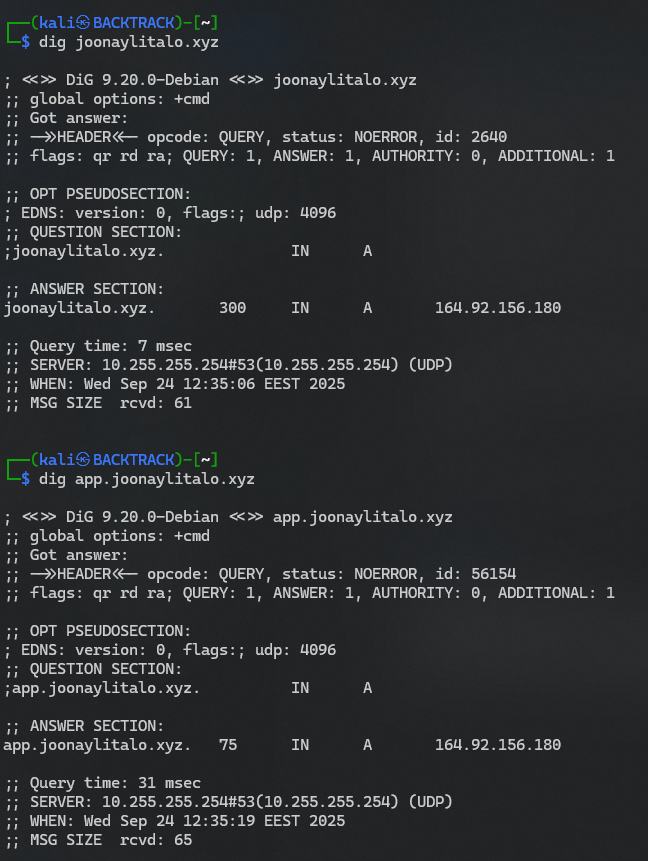 ┌──(kali㉿BACKTRACK)-[~]
└─$ dig joonaylitalo.xyz

; <<>> DiG 9.20.0-Debian <<>> joonaylitalo.xyz
;; global options: +cmd
;; Got answer:
;; ->>HEADER<<- opcode: QUERY, status: NOERROR, id: 2640
;; flags: qr rd ra; QUERY: 1, ANSWER: 1, AUTHORITY: 0, ADDITIONAL: 1

;; OPT PSEUDOSECTION:
; EDNS: version: 0, flags:; udp: 4096
;; QUESTION SECTION:
;joonaylitalo.xyz.              IN      A

;; ANSWER SECTION:
joonaylitalo.xyz.       300     IN      A       164.92.156.180

;; Query time: 7 msec
;; SERVER: 10.255.255.254#53(10.255.255.254) (UDP)
;; WHEN: Wed Sep 24 12:35:06 EEST 2025
;; MSG SIZE  rcvd: 61

┌──(kali㉿BACKTRACK)-[~]
└─$ dig app.joonaylitalo.xyz

; <<>> DiG 9.20.0-Debian <<>> app.joonaylitalo.xyz
;; global options: +cmd
;; Got answer:
;; ->>HEADER<<- opcode: QUERY, status: NOERROR, id: 56154
;; flags: qr rd ra; QUERY: 1, ANSWER: 1, AUTHORITY: 0, ADDITIONAL: 1

;; OPT PSEUDOSECTION:
; EDNS: version: 0, flags:; udp: 4096
;; QUESTION SECTION:
;app.joonaylitalo.xyz.          IN      A

;; ANSWER SECTION:
app.joonaylitalo.xyz.   75      IN      A       164.92.156.180

;; Query time: 31 msec
;; SERVER: 10.255.255.254#53(10.255.255.254) (UDP)
;; WHEN: Wed Sep 24 12:35:19 EEST 2025
;; MSG SIZE  rcvd: 65